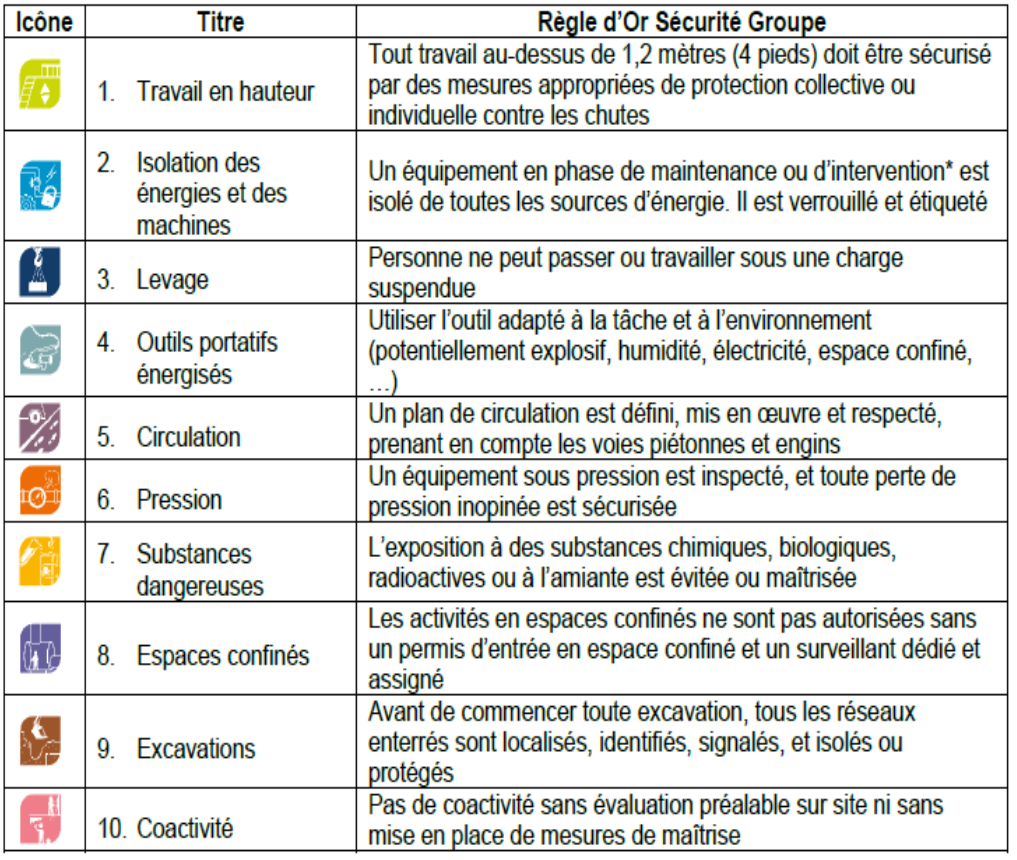 Icône Titre Règle d'Or Sécurité Groupe
1. Travail en hauteur
Tout travail au-dessus de 1,2 mètres (4 pieds) doit être sécurisé
par des mesures appropriées de protection collective ou
individuelle contre les chutes
2. Isolation des
énergies et des
machines
Un équipement en phase de maintenance ou d'intervention* est
isolé de toutes les sources d'énergie. Il est verrouillé et étiqueté
3. Levage
Personne ne peut passer ou travailler sous une charge
suspendue
4. Outils portatifs
énergisés
Utiliser l'outil adapté à la tâche et à l'environnement
(potentiellement explosif, humidité, électricité, espace confiné,
…)
5. Circulation
Un plan de circulation est défini, mis en œuvre et respecté,
prenant en compte les voies piétonnes et engins
6. Pression
Un équipement sous pression est inspecté, et toute perte de
pression inopinée est sécurisée
7. Substances
dangereuses
L'exposition à des substances chimiques, biologiques,
radioactives ou à l'amiante est évitée ou maîtrisée
8. Espaces confinés
Les activités en espaces confinés ne sont pas autorisées sans
un permis d'entrée en espace confiné et un surveillant dédié et
assigné
9. Excavations
Avant de commencer toute excavation, tous les réseaux
enterrés sont localisés, identifiés, signalés, et isolés ou
protégés
10. Coactivité
Pas de coactivité sans évaluation préalable sur site ni sans
mise en place de mesures de maîtrise